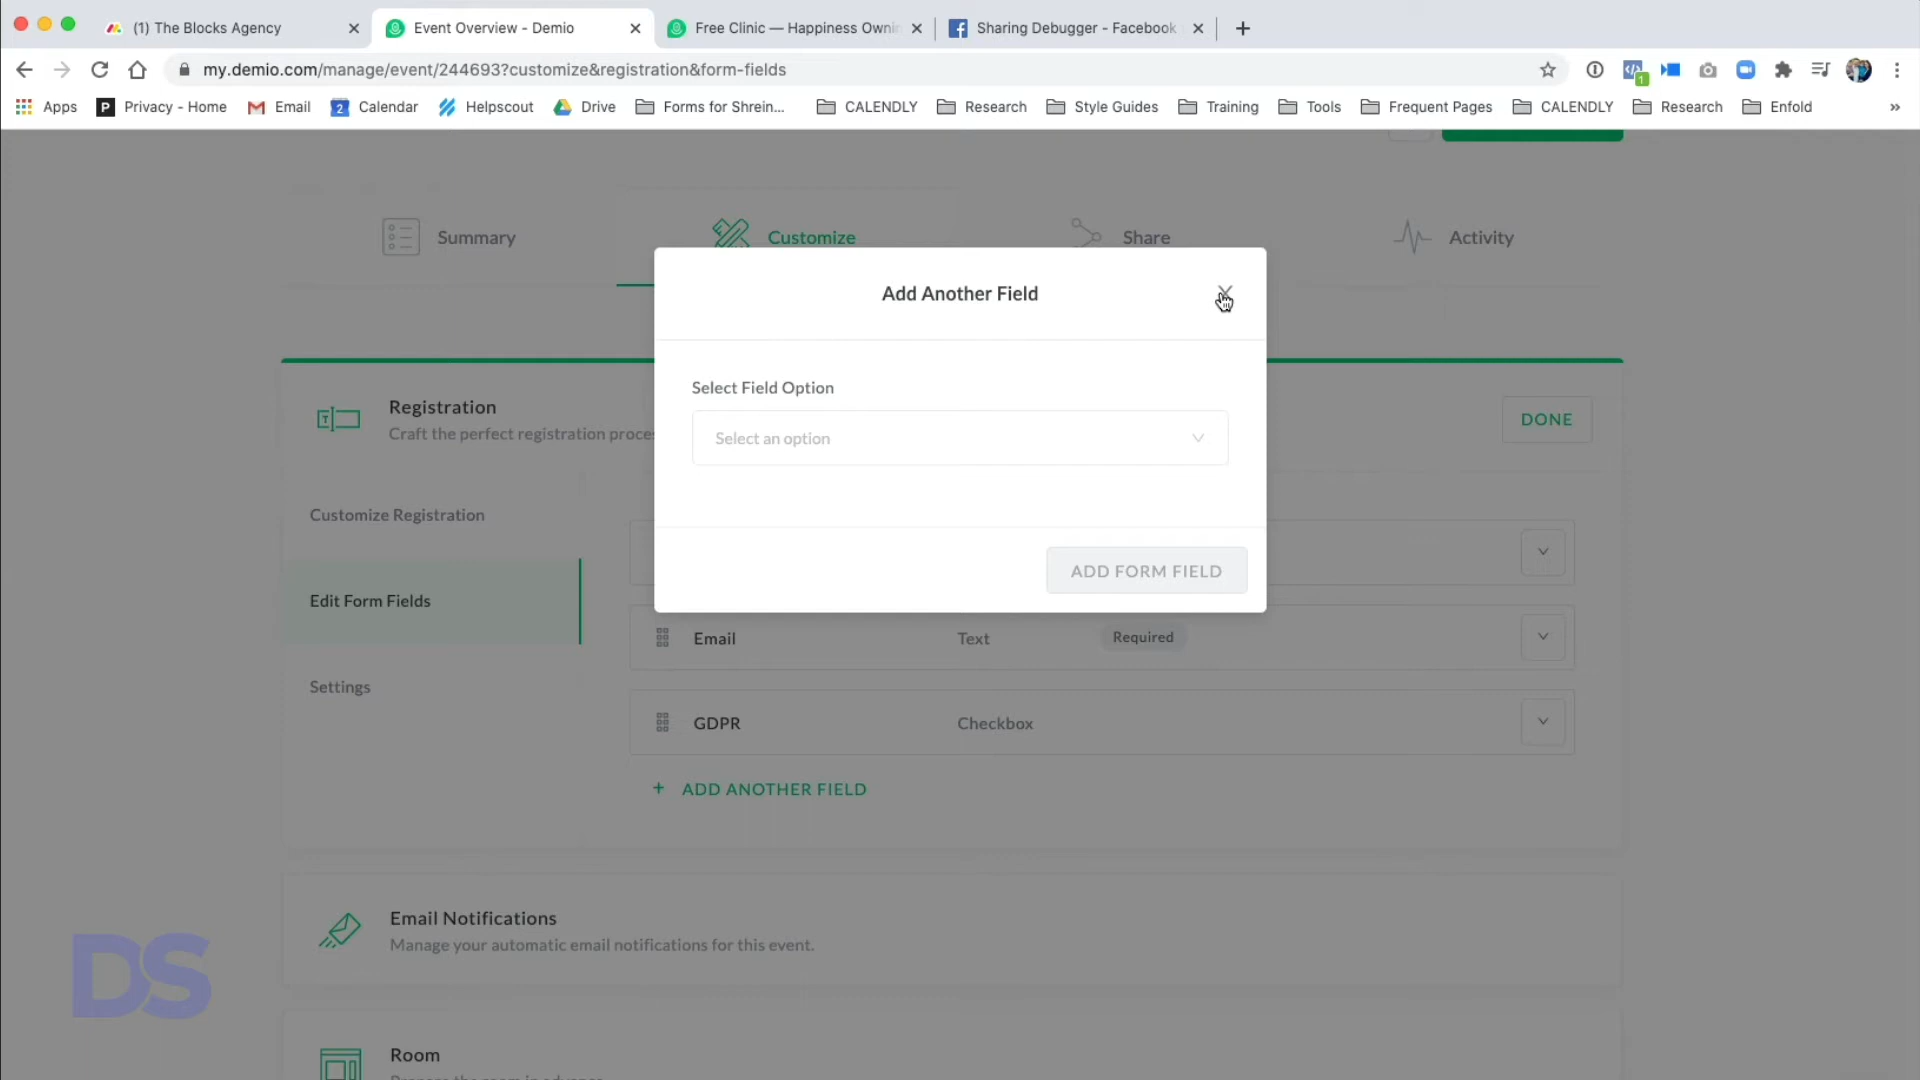 (1) The Blocks Agency
Event Overview - Demio
Free Clinic — Happiness Ownin
Sharing Debugger - Facebook
my.demio.com/manage/event/244693?customize&registration&form-fields
1
Apps
P
Privacy - Home
Email
2
Calendar
Helpscout
Drive
Forms for Shrein...
CALENDLY
Research
Style Guides
Training
Tools
Frequent Pages
CALENDLY
Research
Enfold
»
Summary
Customize
Share
Activity
Add Another Field
Select Field Option
Select an option
ADD FORM FIELD
Registration
Craft the perfect registration proce
DONE
Customize Registration
Edit Form Fields
Settings
Email
Text
Required
GDPR
Checkbox
+ ADD ANOTHER FIELD
Email Notifications
Manage your automatic email notifications for this event.
DS
Room